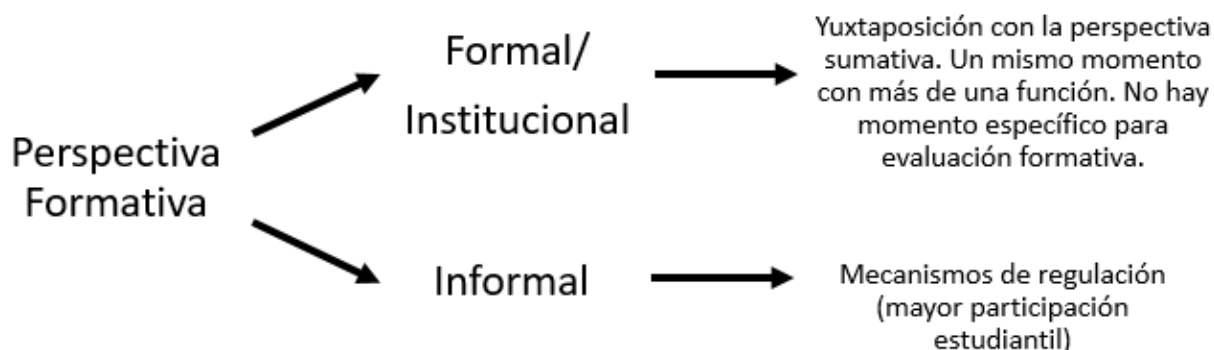 Perspectiva
Formativa
Formal/
Institucional
Yuxtaposición con la perspectiva
sumativa. Un mismo momento
con más de una función. No hay
momento específico para
evaluación formativa.
Informal
Mecanismos de regulación
(mayor participación
estudiantil)